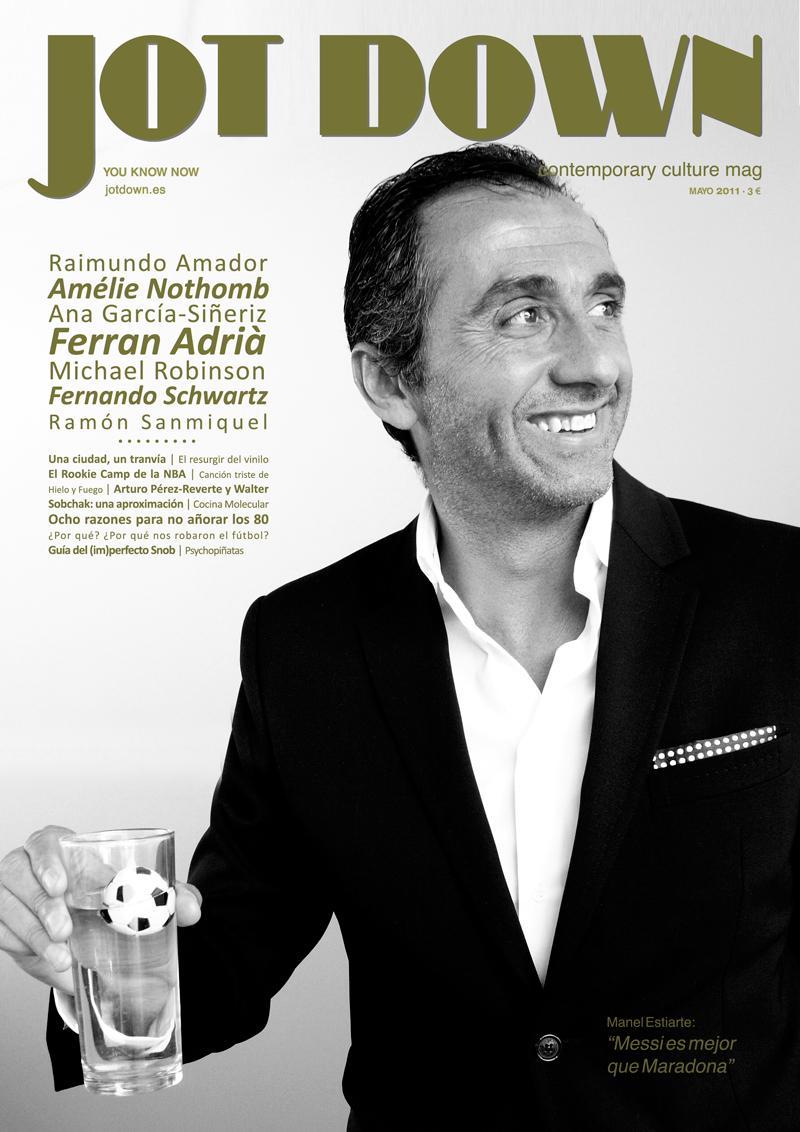 JOT DOWN
YOU KNOW NOW
jotdown.es
contemporary culture mag
MAYO 2011 · 3 €
Raimundo Amador
Amélie Nothomb
Ana García-Siñeriz
Ferran Adrià
Michael Robinson
Fernando Schwartz
Ramón Sanmiquel
Una ciudad, un tranvía | El resurgir del vinilo
El Rookie Camp de la NBA | Canción triste de
Hielo y Fuego | Arturo Pérez-Reverte y Walter
Sobchak: una aproximación | Cocina Molecular
Ocho razones para no añorar los 80
¿Por qué? ¿Por qué nos robaron el fútbol?
Guía del (im)perfecto Snob | Psychopiñatas
Manel Estiarte:
“Messi es mejor
que Maradona”